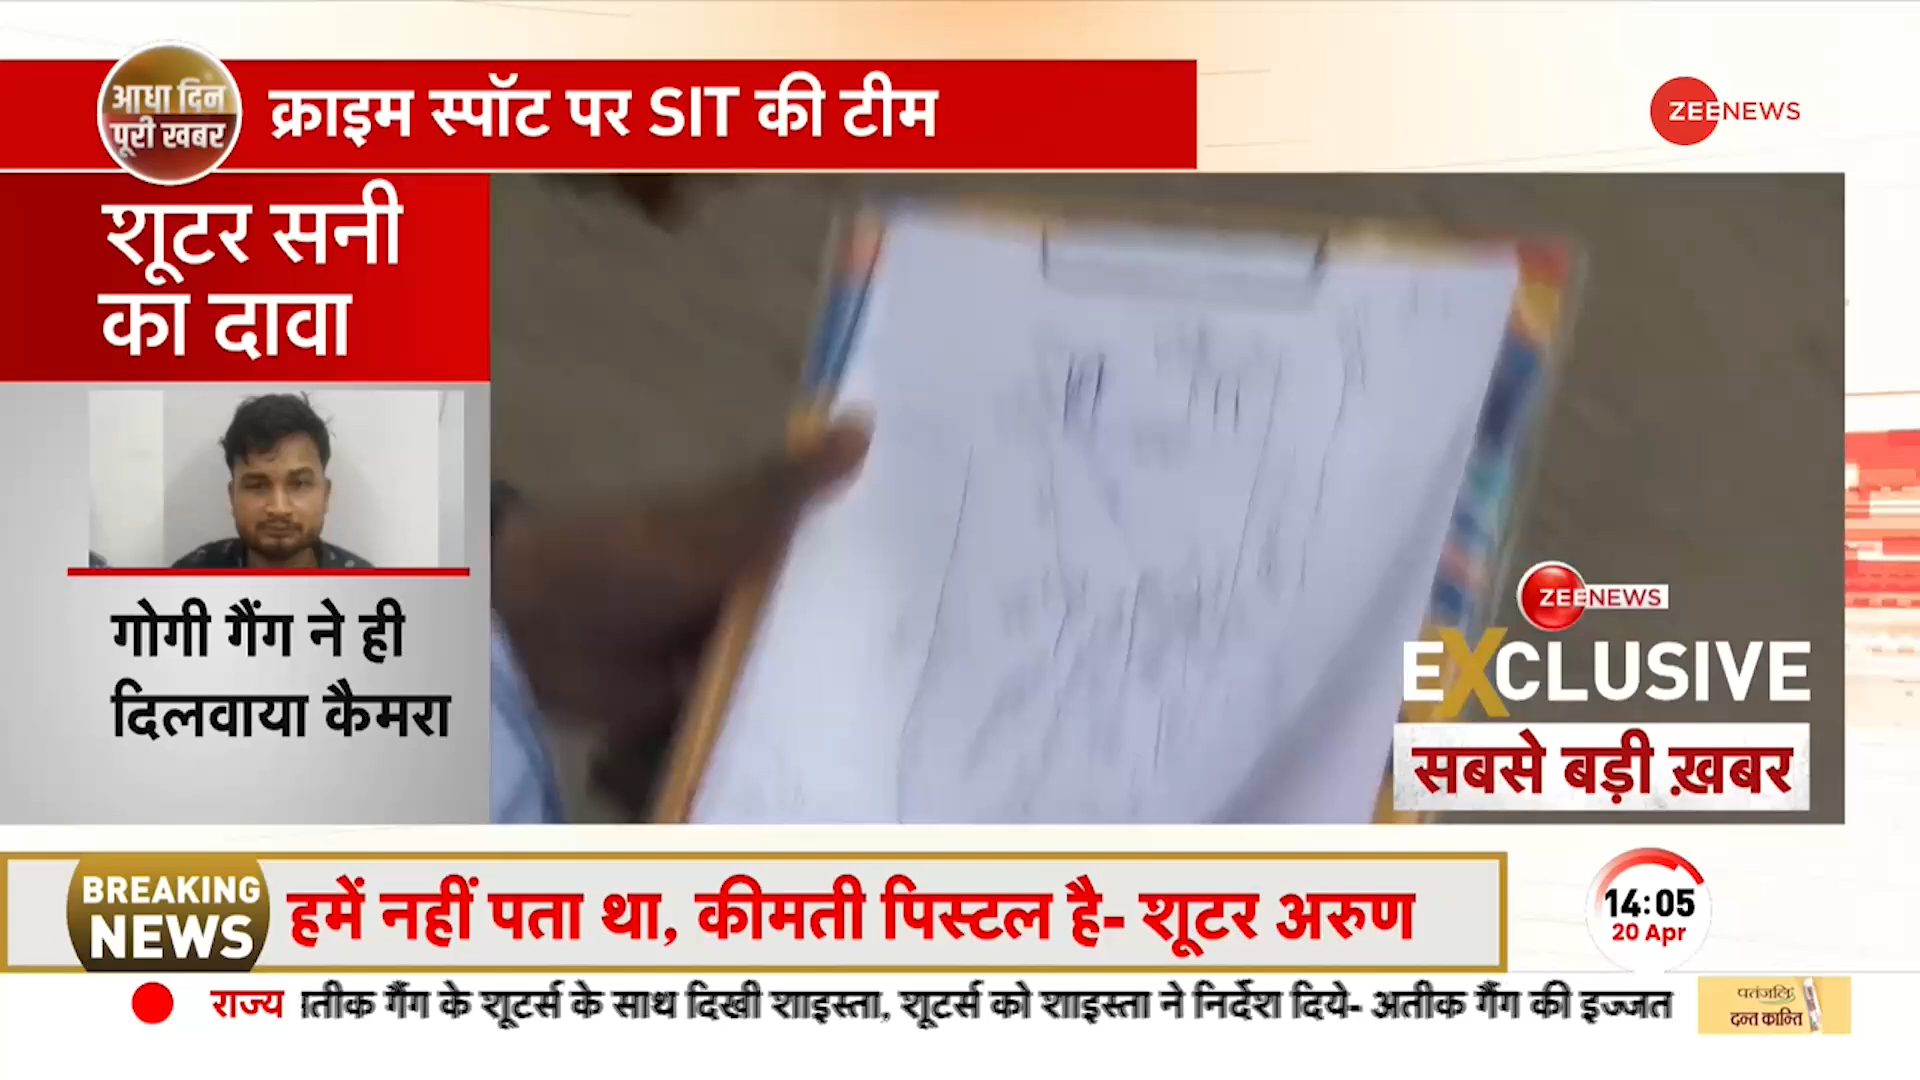 आधा दिन
पूरी खबर
क्राइम स्पॉट पर SIT की टीम
ZEENEWS
शूटर सनी
का दावा
गोगी गैंग ने ही
दिलवाया कैमरा
ZEENEWS
EXCLUSIVE
सबसे बड़ी ख़बर
BREAKING
NEWS
हमें नहीं पता था, कीमती पिस्टल है- शूटर अरुण
14:05
20 Apr
राज्य
गैंग के शूटर्स के साथ दिखी शाइस्ता, शूटर्स को शाइस्ता ने निर्देश दिये- अतीक गैंग की इज्जत
पतंजलि
दन्त कान्ति